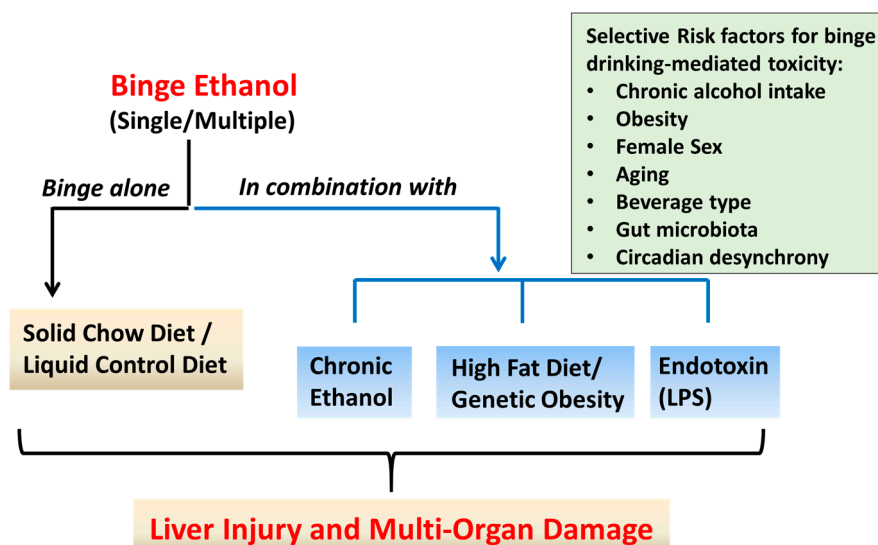 Binge Ethanol
(Single/Multiple)
Binge alone
In combination with
Selective Risk factors for binge
drinking-mediated toxicity:
• Chronic alcohol intake
• Obesity
• Female Sex
• Aging
• Beverage type
• Gut microbiota
• Circadian desynchrony
Solid Chow Diet /
Liquid Control Diet
Chronic
Ethanol
High Fat Diet/
Genetic Obesity
Endotoxin
(LPS)
Liver Injury and Multi-Organ Damage